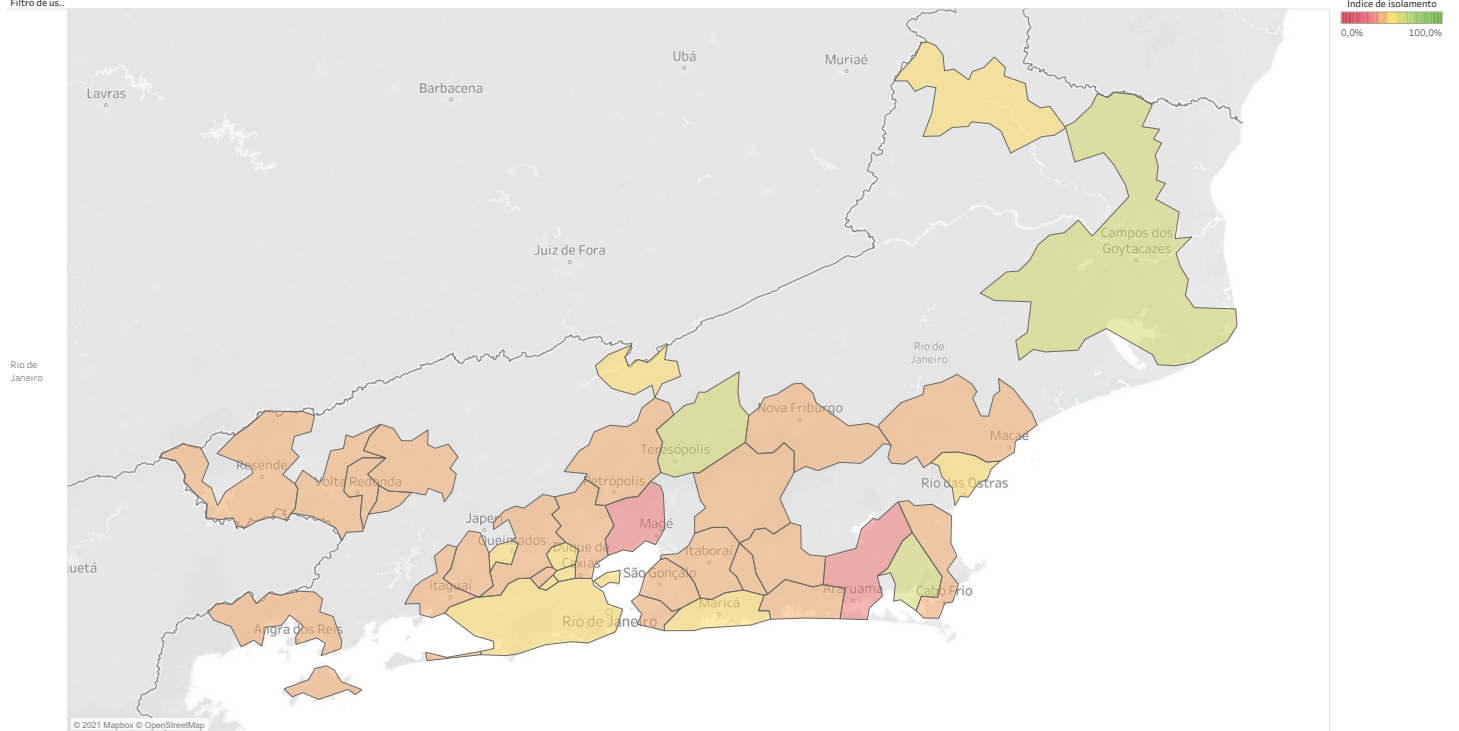 Filtro de us..
Índice de isolamento
0,0%
100,0%
Ubá
Muriaé
Barbacena
Lavras
Campos dos
Goytacazes
Juiz de Fora
Rio de
Janeiro
Rio de
Janeiro
Nova Friburgo
Macaé
Teresópolis
Resende
Volta Redonda
Petrópolis
Rio das Ostras
Japeri
Magé
Queimados
Duque de
Caxias
Itaboraí
uetá
São Gonçalo
Itaguaí
Araruama
Cabo Frio
Maricá
Rio de Janeiro
Angra dos Reis
© 2021 Mapbox © OpenStreetMap